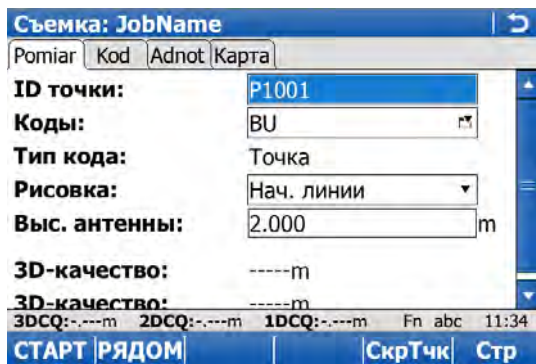 Съемка: JobName
Pomiar Kod Adnot Карта
ID точки: P1001
Коды: BU
Тип кода: Точка
Рисовка: Нач. линии
Выс. антенны: 2.000 m
3D-качество: -----m
3D-качество: -----m
3DCQ:-.---m 2DCQ:-.---m 1DCQ:-.---m Fn abc 11:34
СТАРТ РЯДОМ СкрТчк Стр